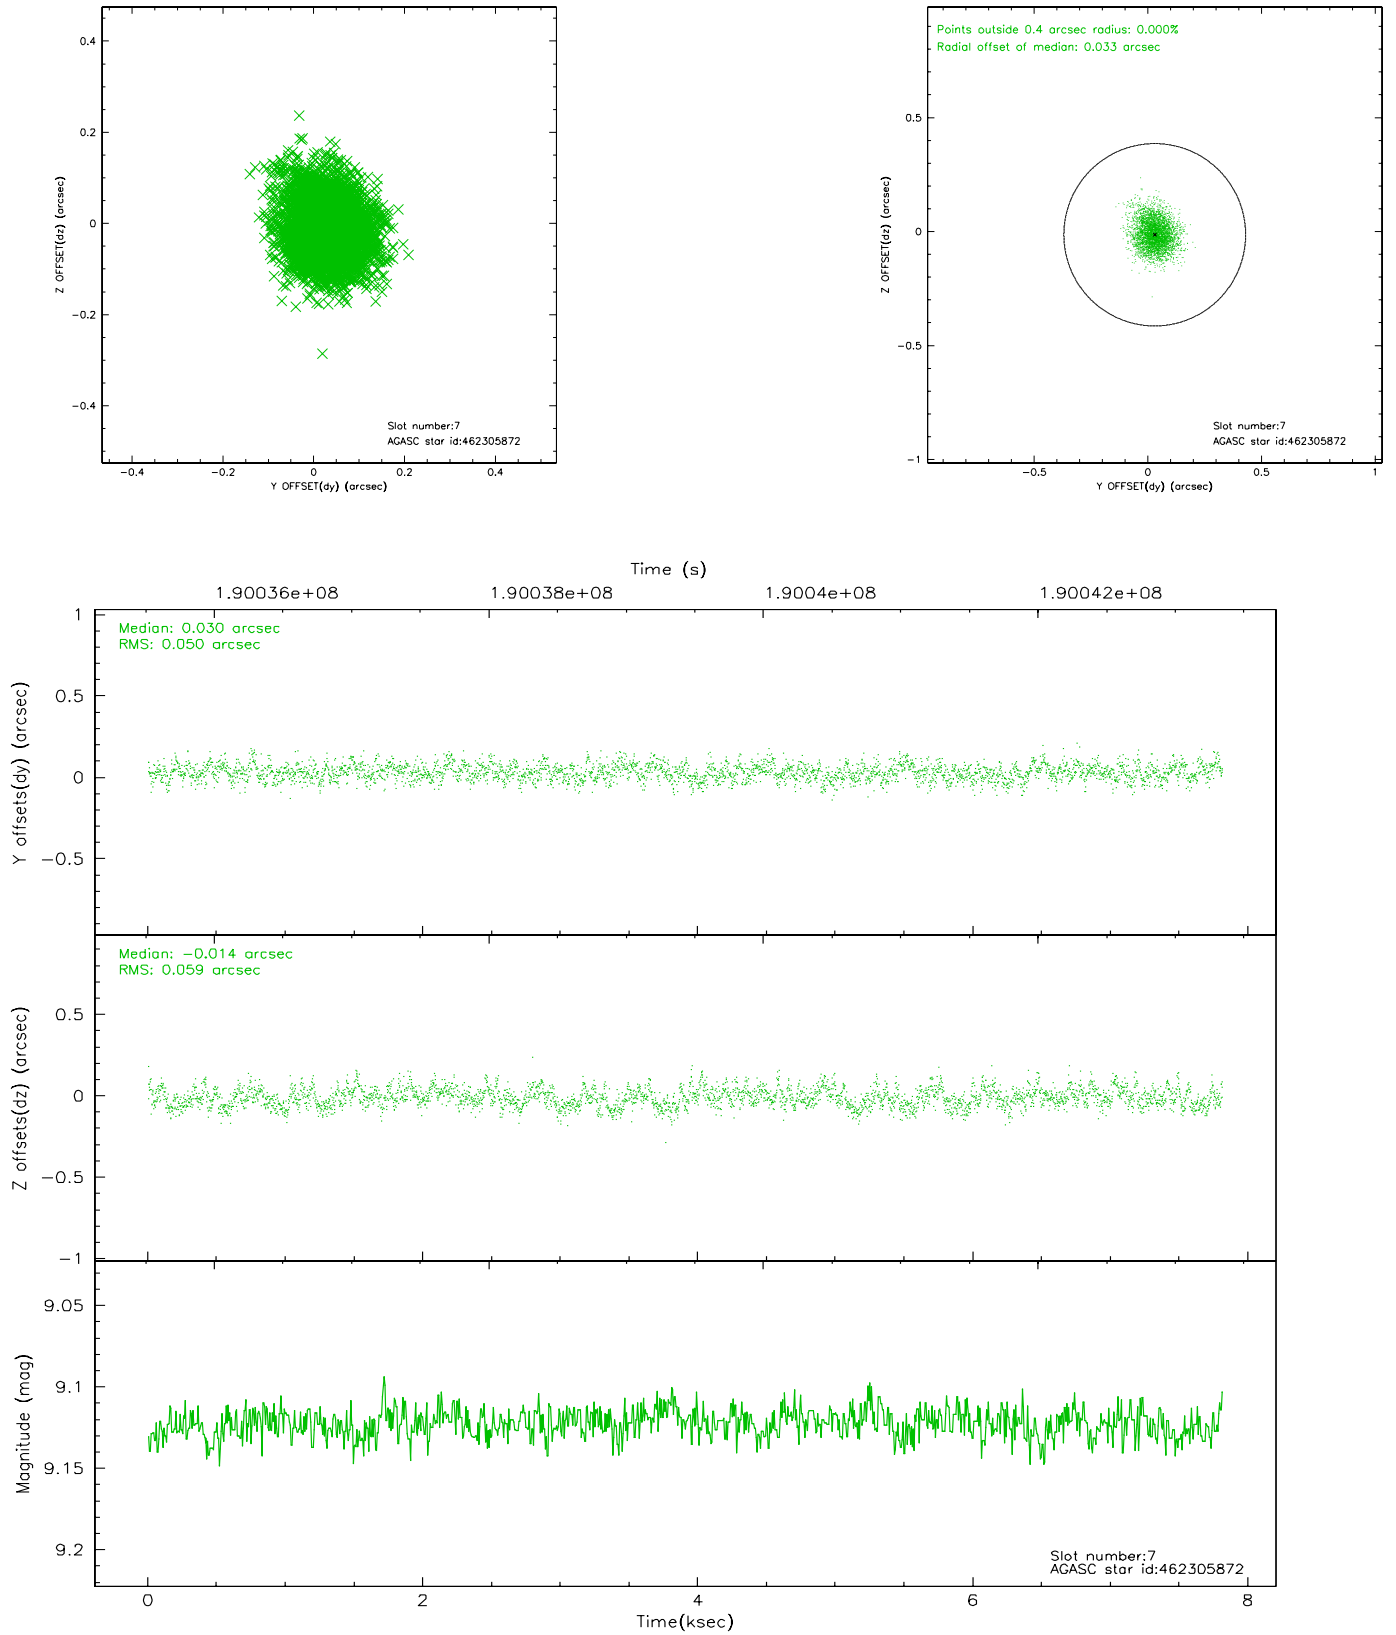 0.4
0.2
0
−0.2
−0.4
Z OFFSET(dz) (arcsec)
Slot number:7
AGASC star id:462305872
−0.4 −0.2 0 0.2 0.4
Y OFFSET(dy) (arcsec)
Points outside 0.4 arcsec radius: 0.000%
Radial offset of median: 0.033 arcsec
0.5
0
−0.5
−1
Z OFFSET(dz) (arcsec)
Slot number:7
AGASC star id:462305872
−0.5 0 0.5 1
Y OFFSET(dy) (arcsec)
Time (s)
1.90036e+08 1.90038e+08 1.9004e+08 1.90042e+08
Median: 0.030 arcsec
RMS: 0.050 arcsec
1
0.5
0
−0.5
Y offsets(dy) (arcsec)
Median: −0.014 arcsec
RMS: 0.059 arcsec
0.5
0
−0.5
−1
Z offsets(dz) (arcsec)
9.05
9.1
9.15
9.2
Magnitude (mag)
Slot number:7
AGASC star id:462305872
0 2 4 6 8
Time(ksec)